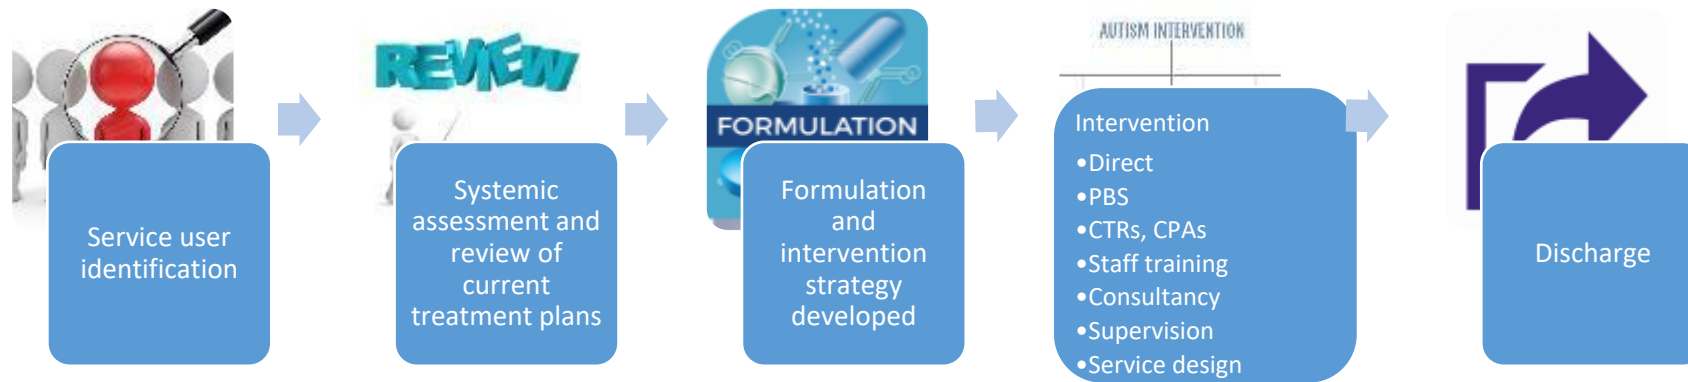 Service user
identification
REVIEW
Systemic
assessment and
review of
current
treatment plans
FORMULATION
Formulation
and
intervention
strategy
developed
AUTISM INTERVENTION
Intervention
•Direct
•PBS
•CTRs, CPAs
•Staff training
•Consultancy
•Supervision
•Service design
Discharge